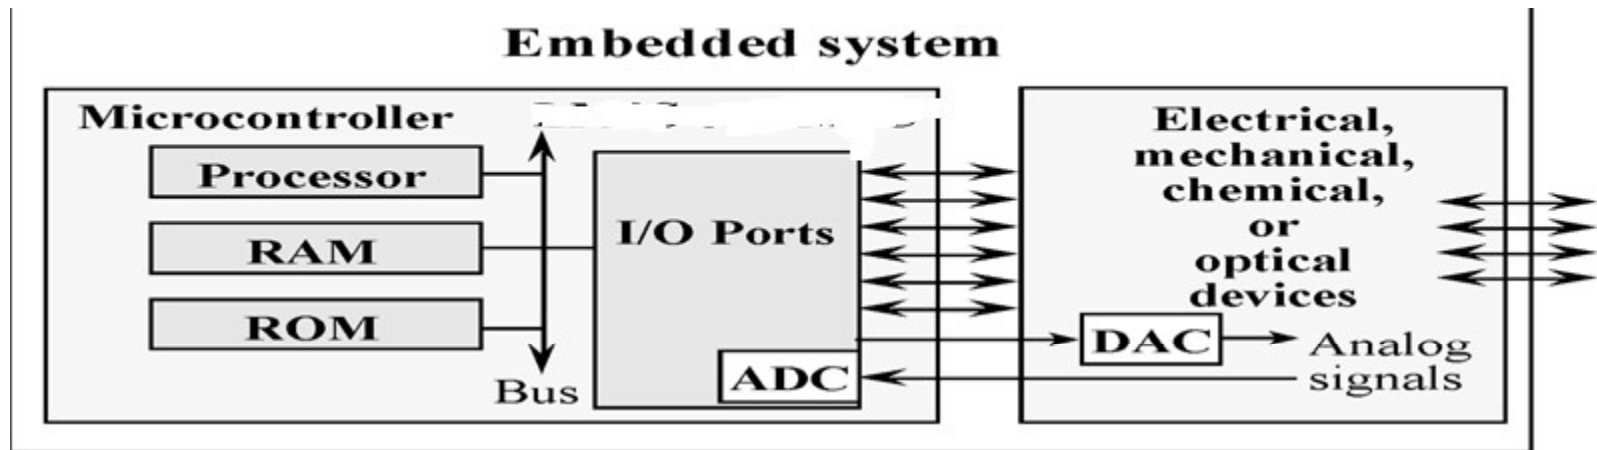 Embedded system
Microcontroller
Processor
RAM
ROM
Bus
I/O Ports
ADC
Electrical,
mechanical,
chemical,
or
optical
devices
DAC
Analog
signals